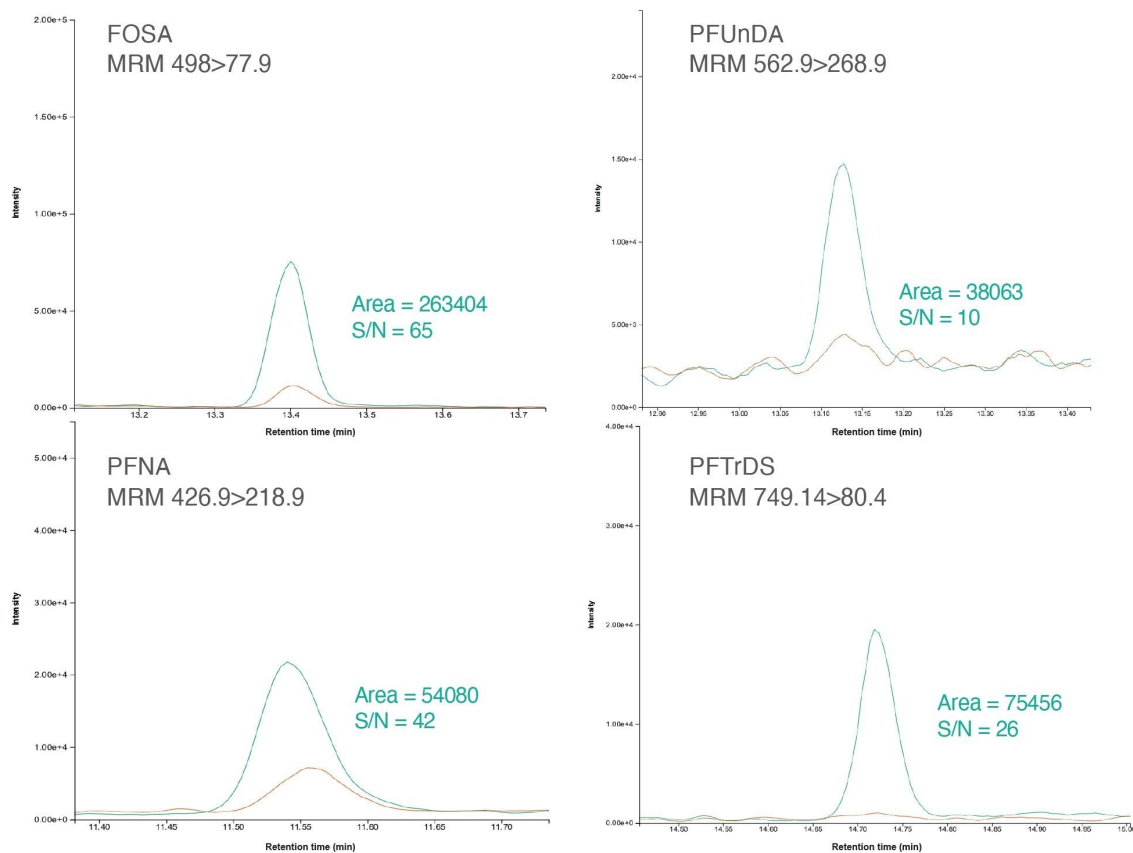 FOSA
MRM 498>77.9
2.00e+5
1.50e+5
1.00e+5
5.00e+4
0.00e+0
Intensity
Area = 263404
S/N = 65
13.2 13.3 13.4 13.5 13.6 13.7
Retention time (min)
PFUnDA
MRM 562.9>268.9
2.00e+4
1.50e+4
1.00e+4
5.00e+3
0.00e+0
Intensity
Area = 38063
S/N = 10
12.90 12.95 13.00 13.05 13.10 13.15 13.20 13.25 13.30 13.35 13.40
Retention time (min)
PFNA
MRM 426.9>218.9
5.00e+4
4.00e+4
3.00e+4
2.00e+4
1.00e+4
0.00e+0
Intensity
Area = 54080
S/N = 42
11.40 11.45 11.50 11.55 11.60 11.65 11.70
Retention time (min)
PFTrDS
MRM 749.14>80.4
4.00e+4
3.00e+4
2.00e+4
1.00e+4
0.00e+0
Intensity
Area = 75456
S/N = 26
14.50 14.55 14.60 14.65 14.70 14.75 14.80 14.85 14.90 14.95 15.00
Retention time (min)